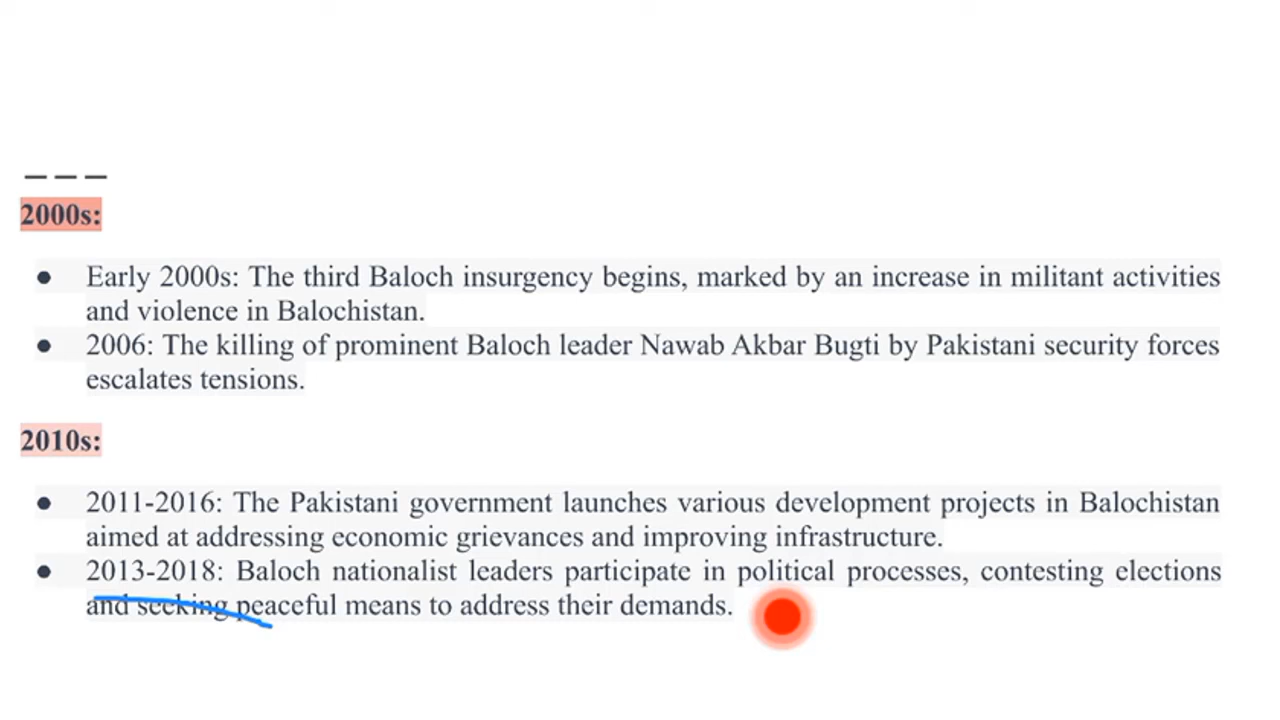 2000s:
● Early 2000s: The third Baloch insurgency begins, marked by an increase in militant activities
and violence in Balochistan.
● 2006: The killing of prominent Baloch leader Nawab Akbar Bugti by Pakistani security forces
escalates tensions.
2010s:
● 2011-2016: The Pakistani government launches various development projects in Balochistan
aimed at addressing economic grievances and improving infrastructure.
● 2013-2018: Baloch nationalist leaders participate in political processes, contesting elections
and seeking peaceful means to address their demands.